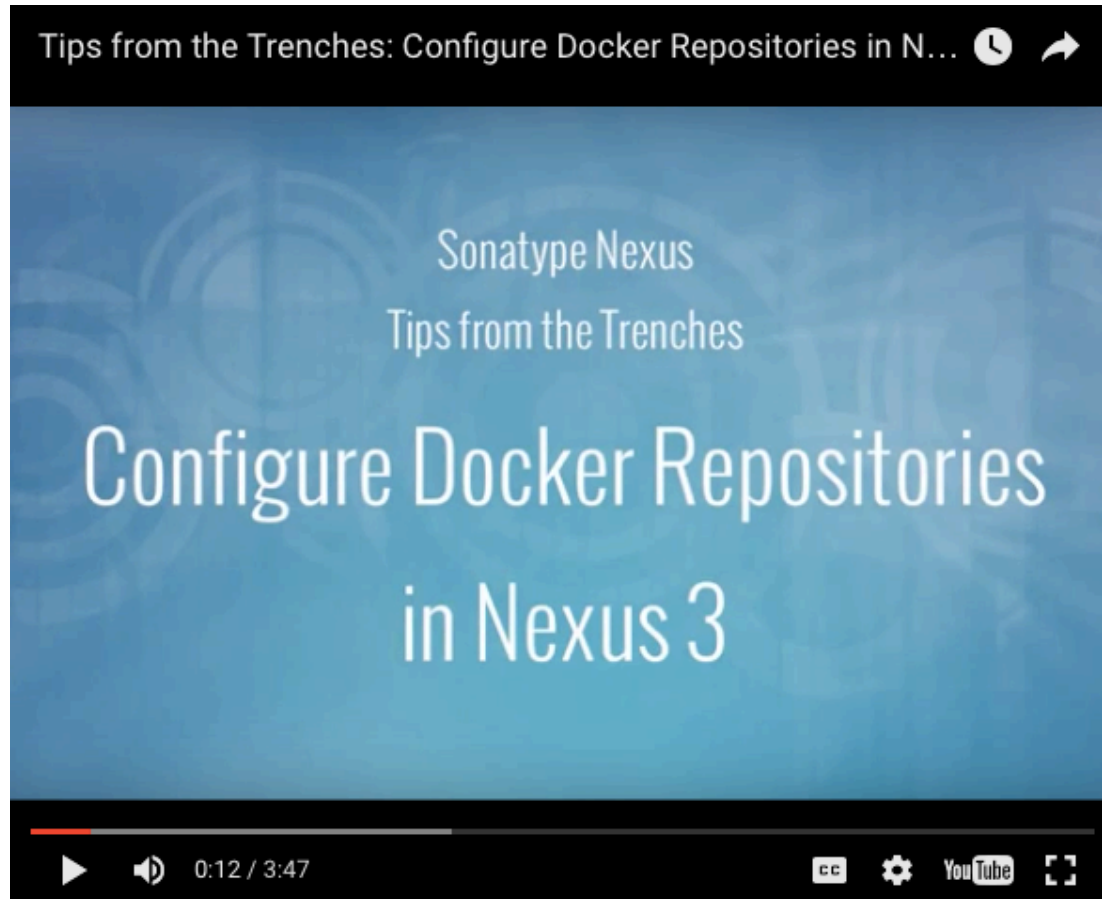 Tips from the Trenches: Configure Docker Repositories in N...
Sonatype Nexus
Tips from the Trenches
Configure Docker Repositories
in Nexus 3
0:12 / 3:47
CC
YouTube